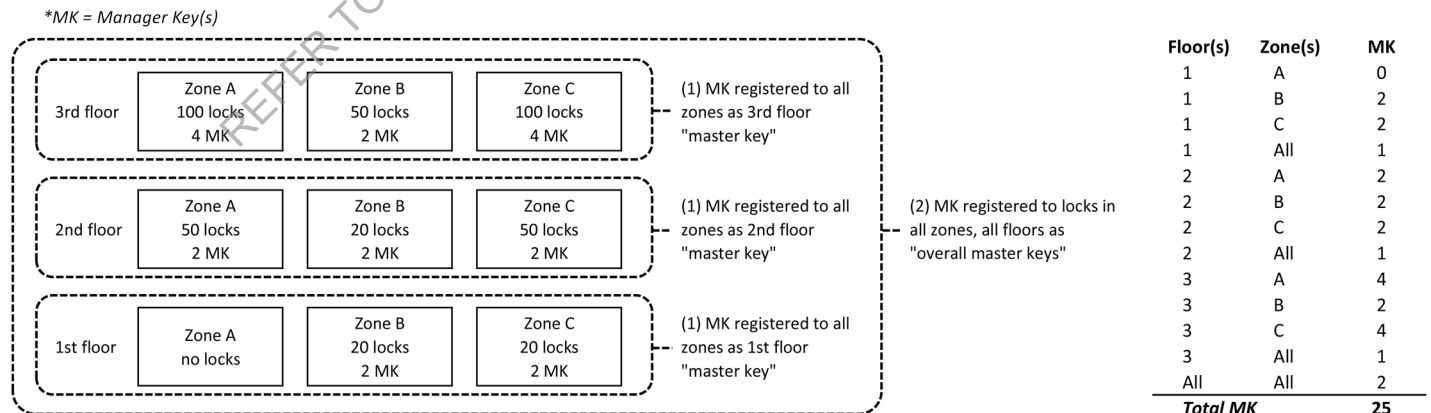 *MK = Manager Key(s)
REFER TO
3rd floor
Zone A
100 locks
4 MK
Zone B
50 locks
2 MK
Zone C
100 locks
4 MK
(1) MK registered to all
zones as 3rd floor
"master key"
2nd floor
Zone A
50 locks
2 MK
Zone B
20 locks
2 MK
Zone C
50 locks
2 MK
(1) MK registered to all
zones as 2nd floor
"master key"
1st floor
Zone A
no locks
Zone B
20 locks
2 MK
Zone C
20 locks
2 MK
(1) MK registered to all
zones as 1st floor
"master key"
(2) MK registered to locks in
all zones, all floors as
"overall master keys"
Floor(s) Zone(s) MK
1 A 0
1 B 2
1 C 2
1 All 1
2 A 2
2 B 2
2 C 2
2 All 1
3 A 4
3 B 2
3 C 4
3 All 1
All All 2
Total MK 25